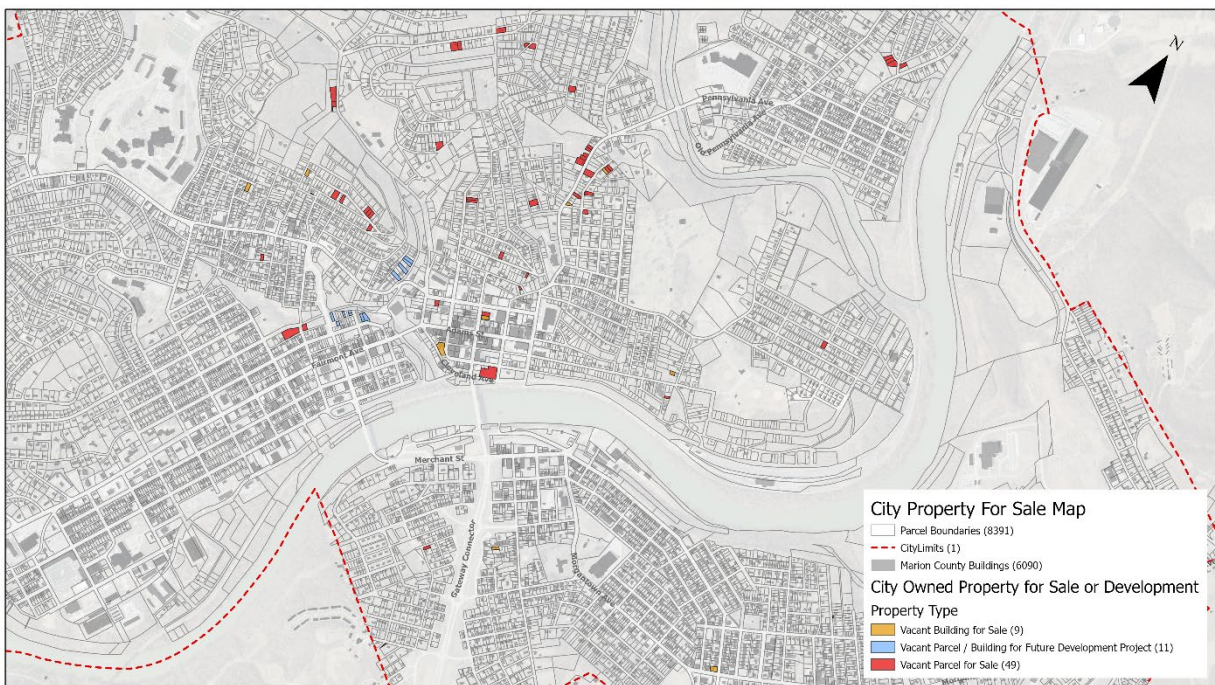 N
Pennsylvania Ave
Old Pennsylvania Ave
Adams St
Fairmont Ave
Cleveland Ave
Merchant St
Gateway Connector
Morgantown Ave
City Property For Sale Map
Parcel Boundaries (8391)
CityLimits (1)
Marion County Buildings (6090)
City Owned Property for Sale or Development
Property Type
Vacant Building for Sale (9)
Vacant Parcel / Building for Future Development Project (11)
Vacant Parcel for Sale (49)